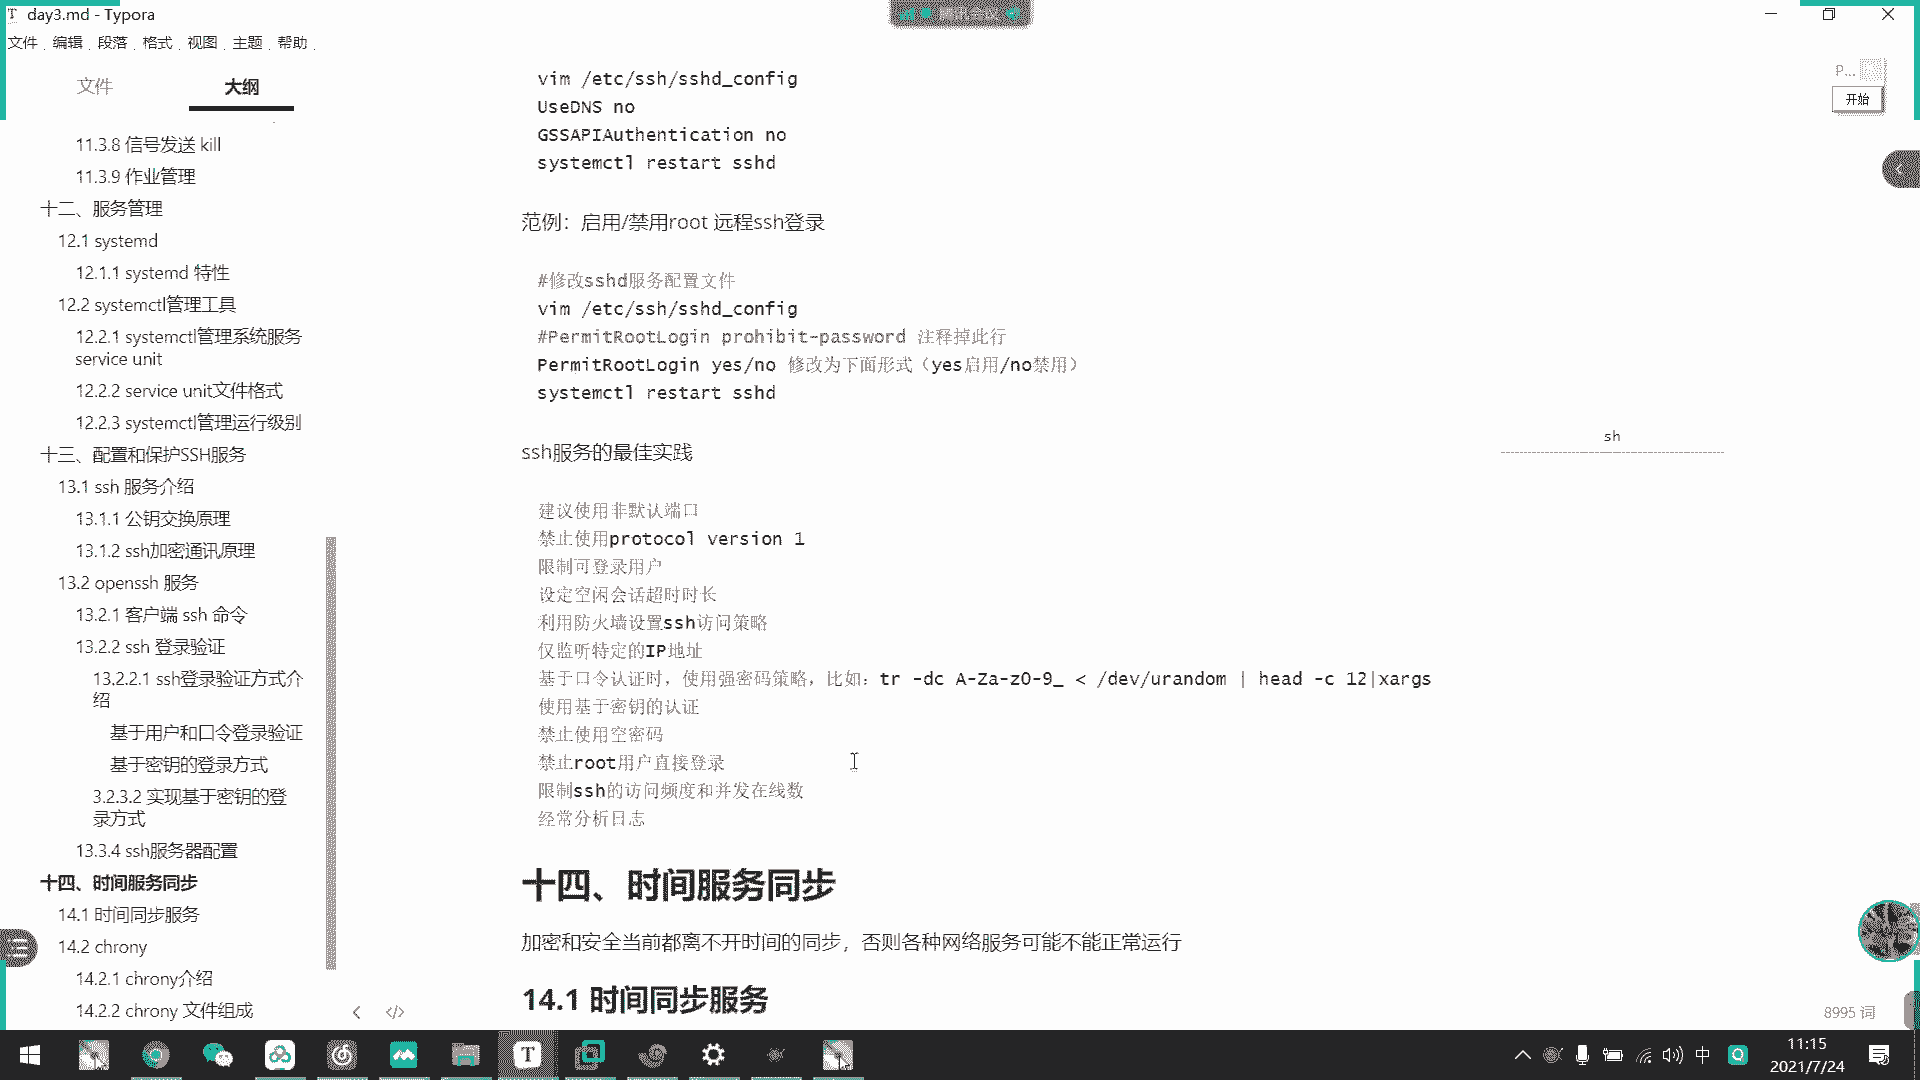 day3.md - Typora
腾讯会议
文件 编辑 段落 格式 视图 主题 帮助
文件
大纲
11.3.8 信号发送 kill
11.3.9 作业管理
十二、服务管理
12.1 systemd
12.1.1 systemd 特性
12.2 systemctl管理工具
12.2.1 systemctl管理系统服务
service unit
12.2.2 service unit文件格式
12.2.3 systemctl管理运行级别
十三、配置和保护SSH服务
13.1 ssh 服务介绍
13.1.1 公钥交换原理
13.1.2 ssh加密通讯原理
13.2 openssh 服务
13.2.1 客户端 ssh 命令
13.2.2 ssh 登录验证
13.2.2.1 ssh登录验证方式介
绍
基于用户和口令登录验证
基于密钥的登录方式
3.2.3.2 实现基于密钥的登
录方式
13.3.4 ssh服务器配置
十四、时间服务同步
14.1 时间同步服务
14.2 chrony
14.2.1 chrony介绍
14.2.2 chrony 文件组成
vim /etc/ssh/sshd_config
UseDNS no
GSSAPIAuthentication no
systemctl restart sshd
范例：启用/禁用root 远程ssh登录
#修改sshd服务配置文件
vim /etc/ssh/sshd_config
#PermitRootLogin prohibit-password 注释掉此行
PermitRootLogin yes/no 修改为下面形式（yes启用/no禁用）
systemctl restart sshd
ssh服务的最佳实践
建议使用非默认端口
禁止使用protocol version 1
限制可登录用户
设定空闲会话超时时长
利用防火墙设置ssh访问策略
仅监听特定的IP地址
基于口令认证时，使用强密码策略，比如：tr -dc A-Za-z0-9_ < /dev/urandom | head -c 12|xargs
使用基于密钥的认证
禁止使用空密码
禁止root用户直接登录
限制ssh的访问频度和并发在线数
经常分析日志
十四、时间服务同步
加密和安全当前都离不开时间的同步，否则各种网络服务可能不能正常运行
14.1 时间同步服务
P...
开始
sh
8995 词
中
11:15
2021/7/24